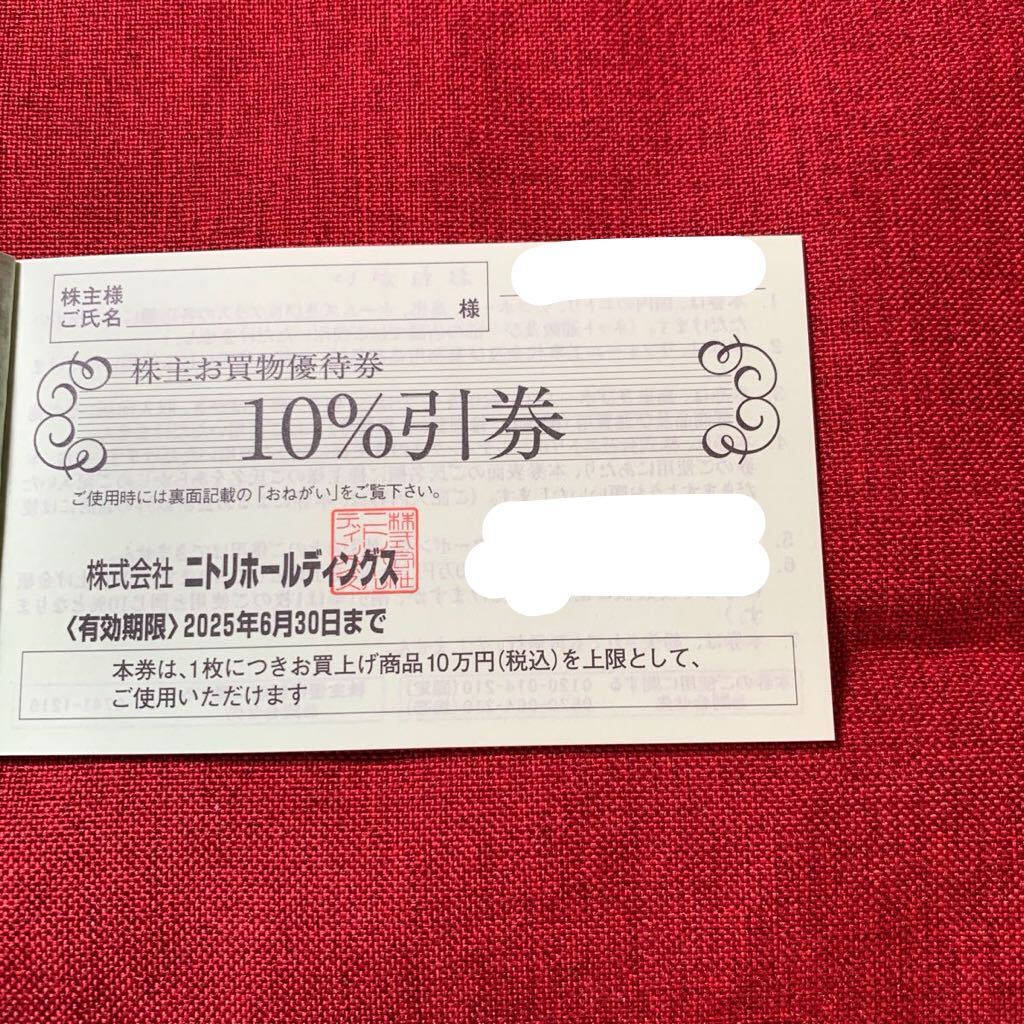 株主様
ご氏名
様
株主お買物優待券
10%引券
ご使用時には裏面記載の「おねがい」をご覧下さい。
株式会社 ニトリホールディングス
〈有効期限〉2025年6月30日まで
本券は、1枚につきお買上げ商品10万円(税込)を上限として、
ご使用いただけます